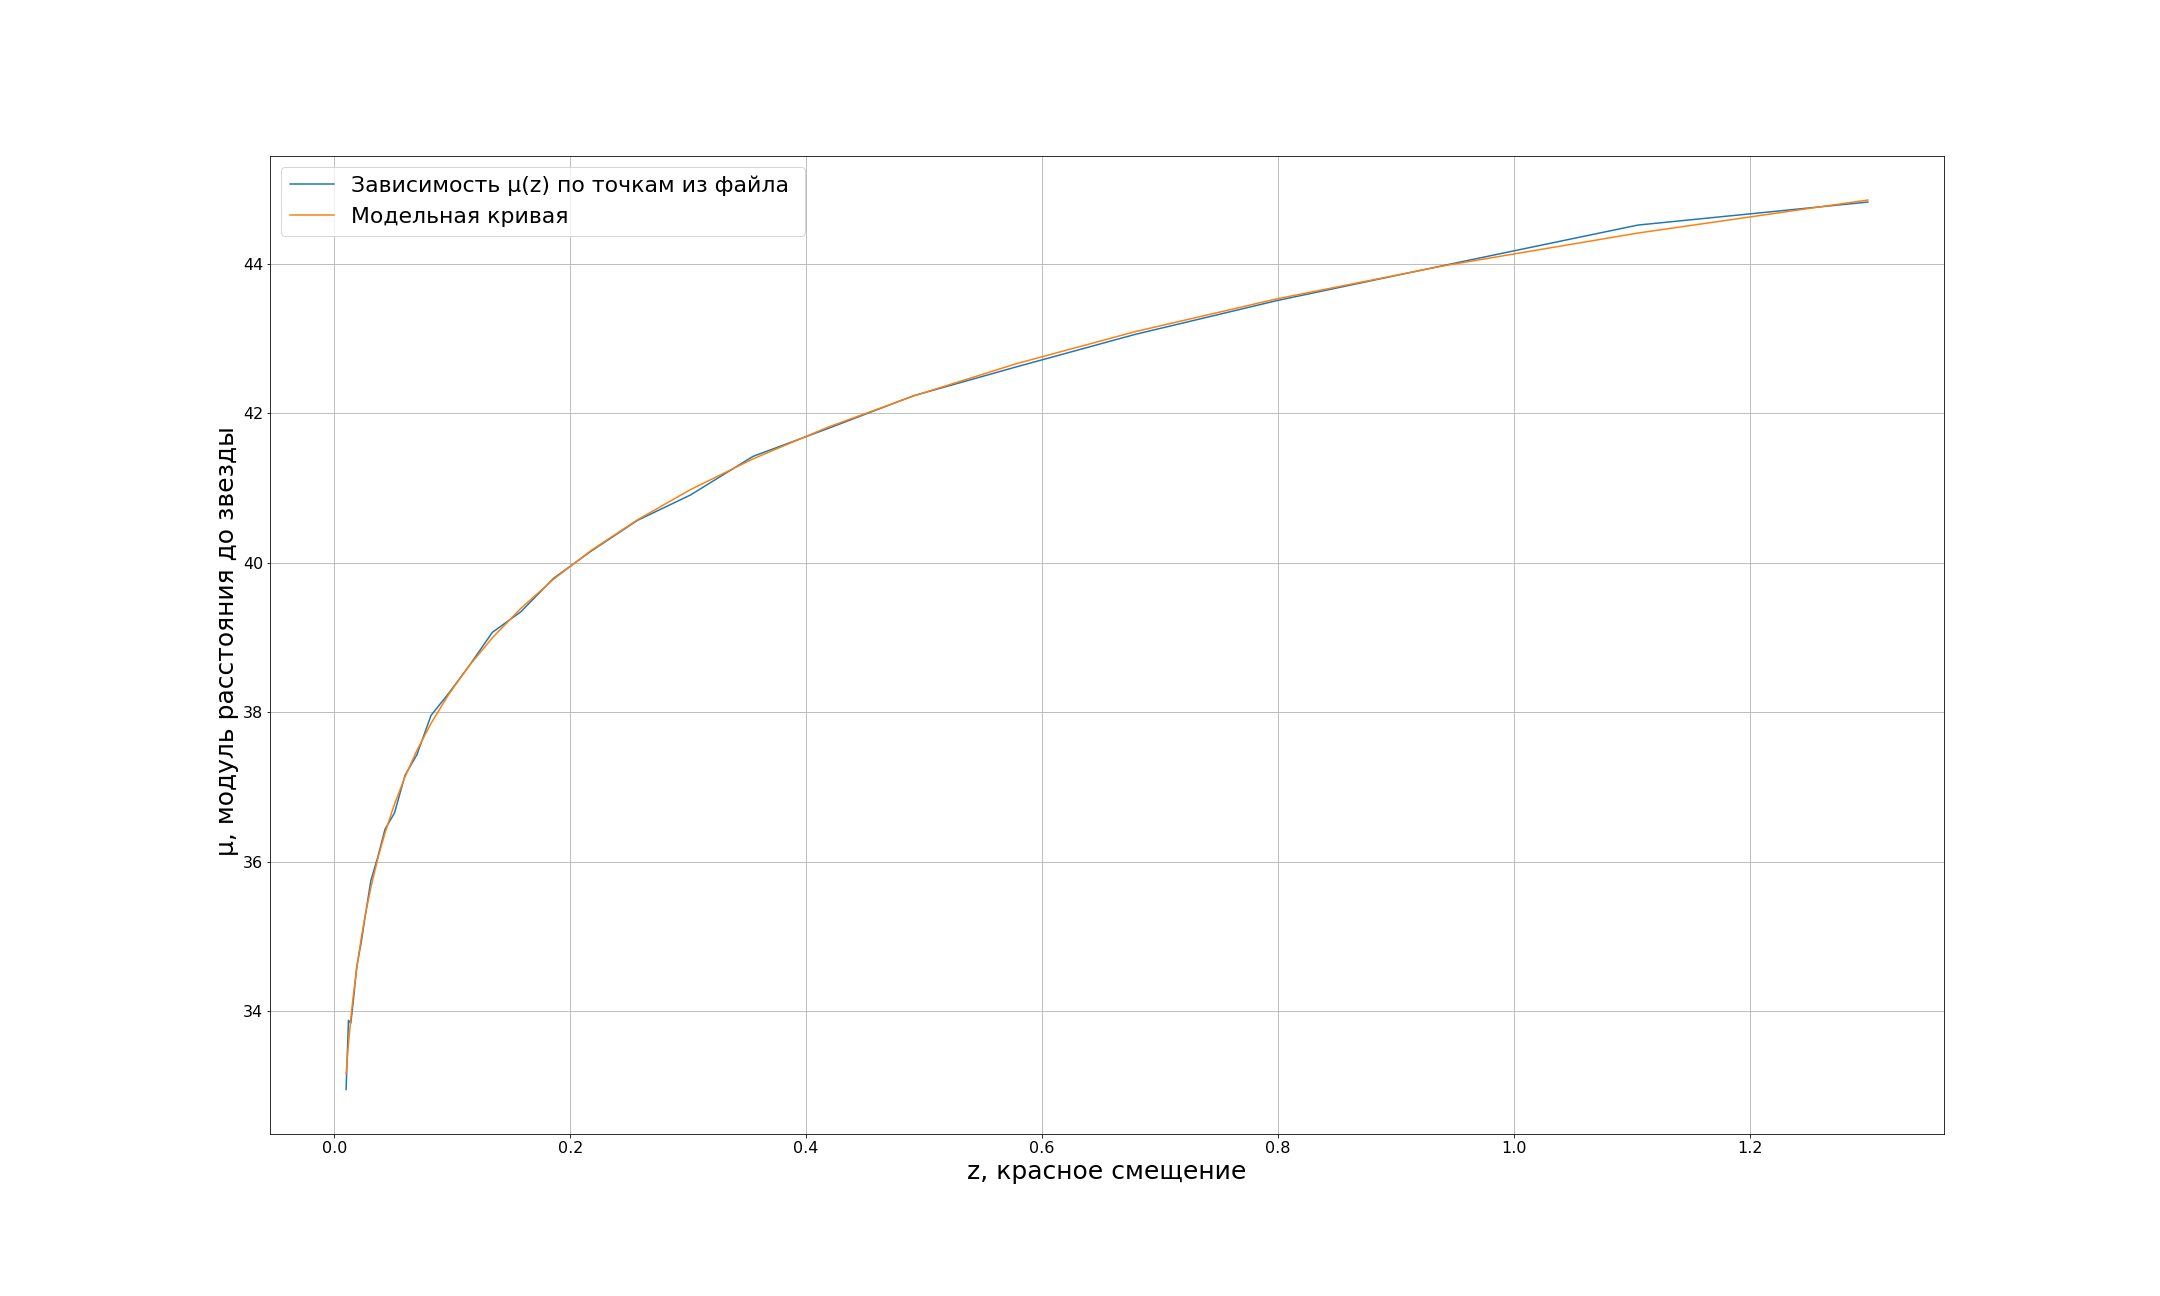 Зависимость μ(z) по точкам из файла
Модельная кривая
μ, модуль расстояния до звезды
44
42
40
38
36
34
0.0 0.2 0.4 0.6 0.8 1.0 1.2
z, красное смещение